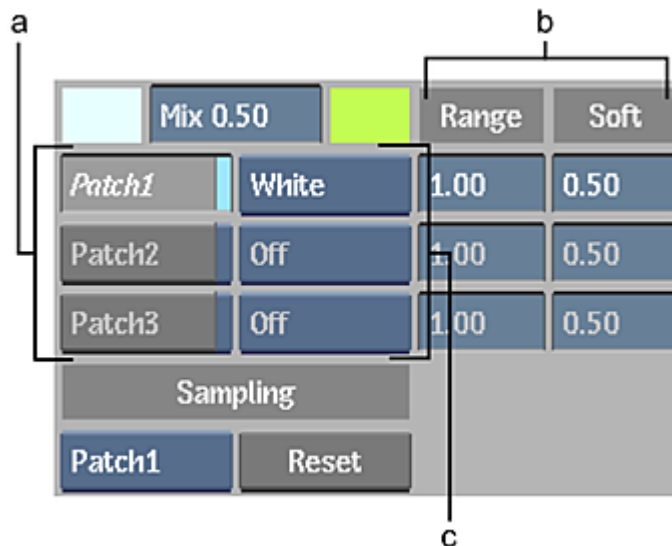 a
b
Mix 0.50 Range Soft
Patch1 White 1.00 0.50
Patch2 Off 1.00 0.50
Patch3 Off 1.00 0.50
Sampling
Patch1 Reset
c